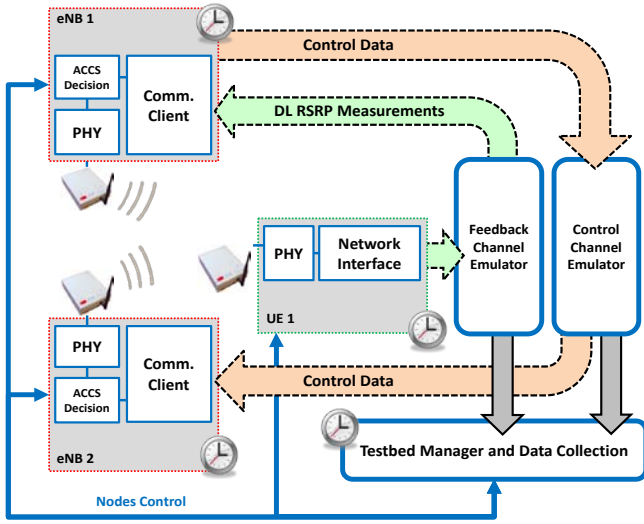 eNB 1
Control Data
ACCS
Decision
Comm.
Client
PHY
DL RSRP Measurements
Feedback
Channel
Emulator
Control
Channel
Emulator
PHY
Network
Interface
UE 1
PHY
Comm.
Client
ACCS
Decision
Control Data
eNB 2
Testbed Manager and Data Collection
Nodes Control